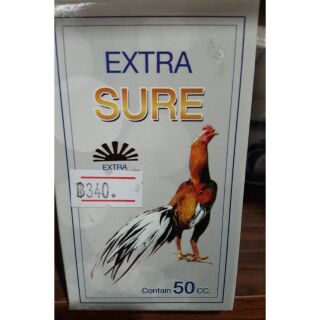 EXTRA
SURE
EXTRA
฿340.
Contain 50 CC.